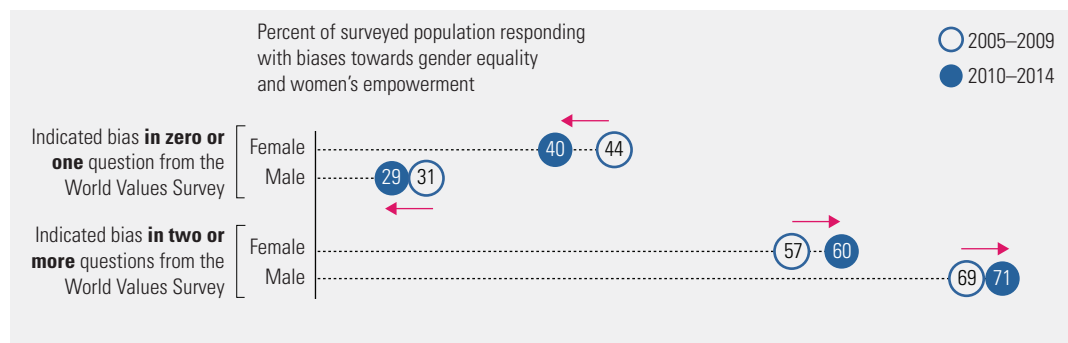 Percent of surveyed population responding
with biases towards gender equality
and women's empowerment
2005–2009
2010–2014
Indicated bias in zero or
one question from the
World Values Survey
Female
40
44
Male
29
31
Indicated bias in two or
more questions from the
World Values Survey
Female
57
60
Male
69
71